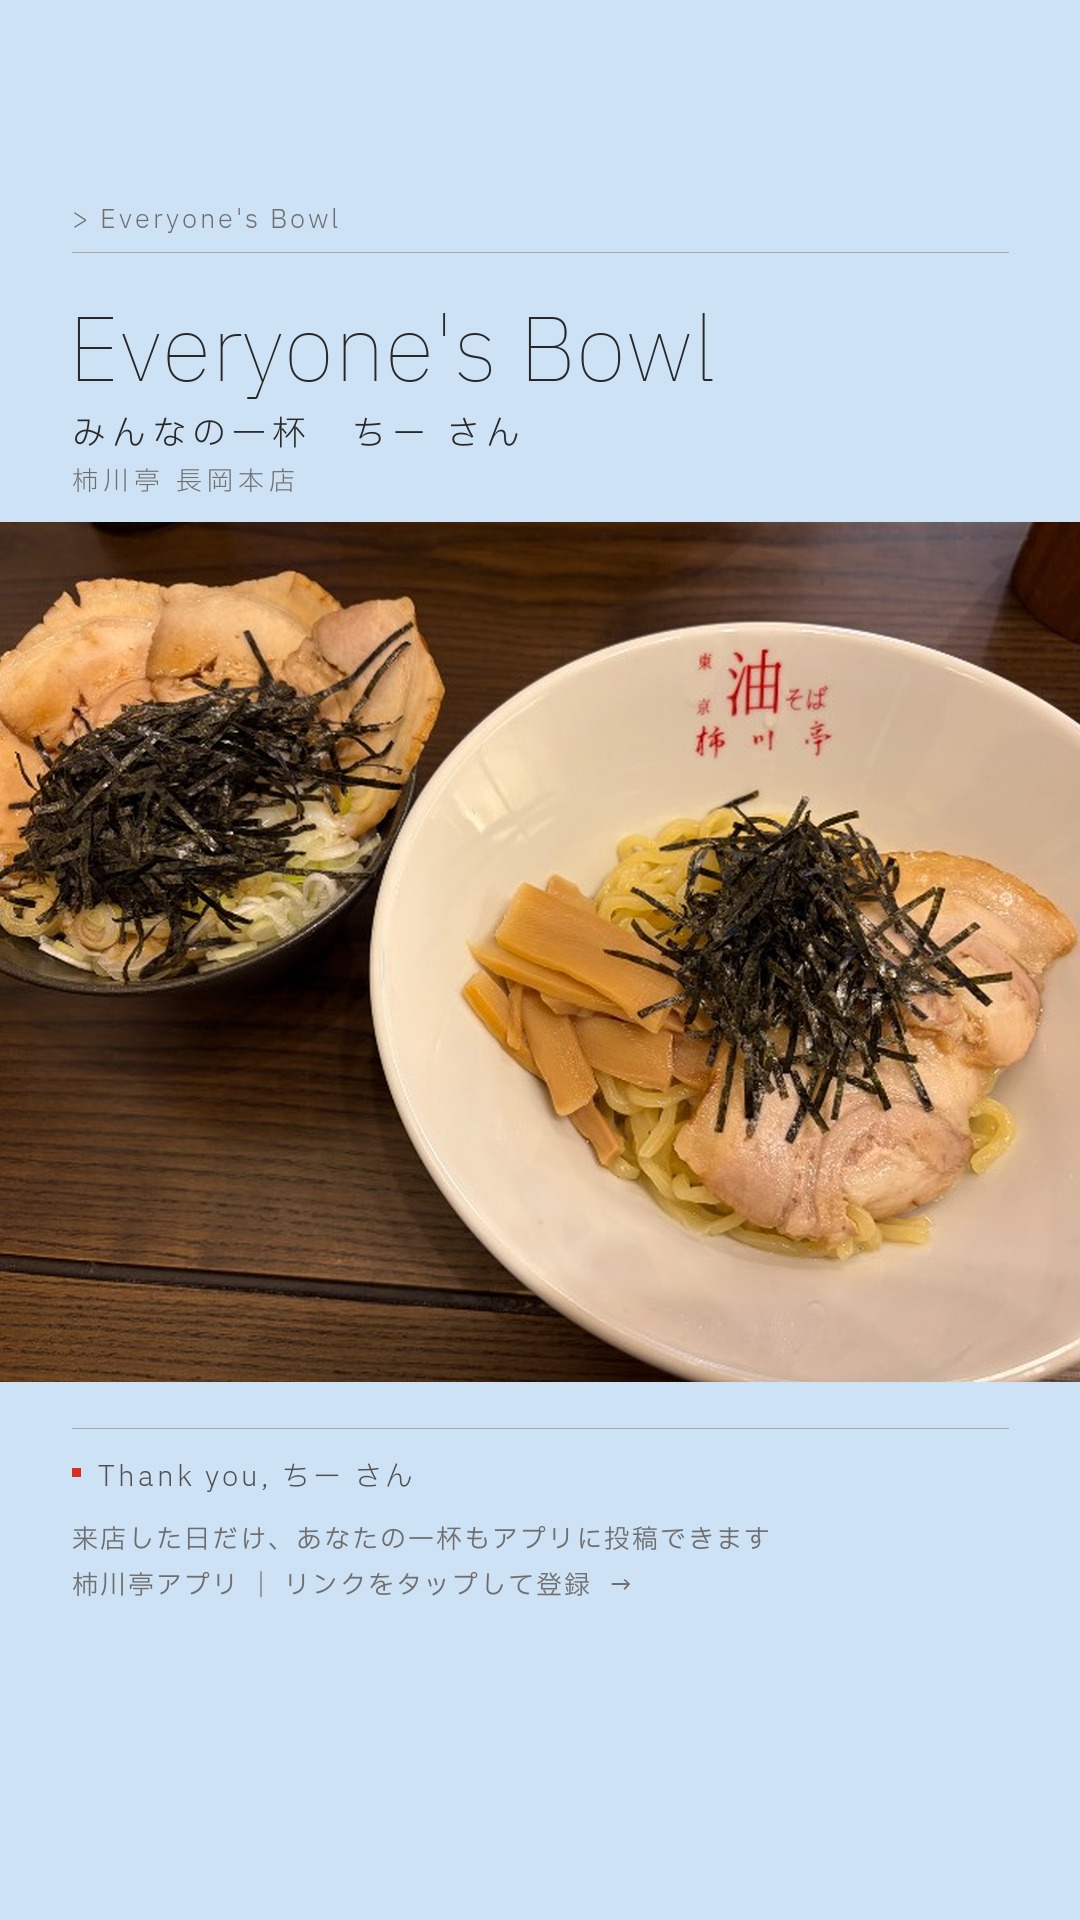 > Everyone's Bowl
Everyone's Bowl
みんなの一杯　ちー さん
柿川亭 長岡本店
東京 油そば
柿川亭
Thank you, ちー さん
来店した日だけ、あなたの一杯もアプリに投稿できます
柿川亭アプリ ｜ リンクをタップして登録 →